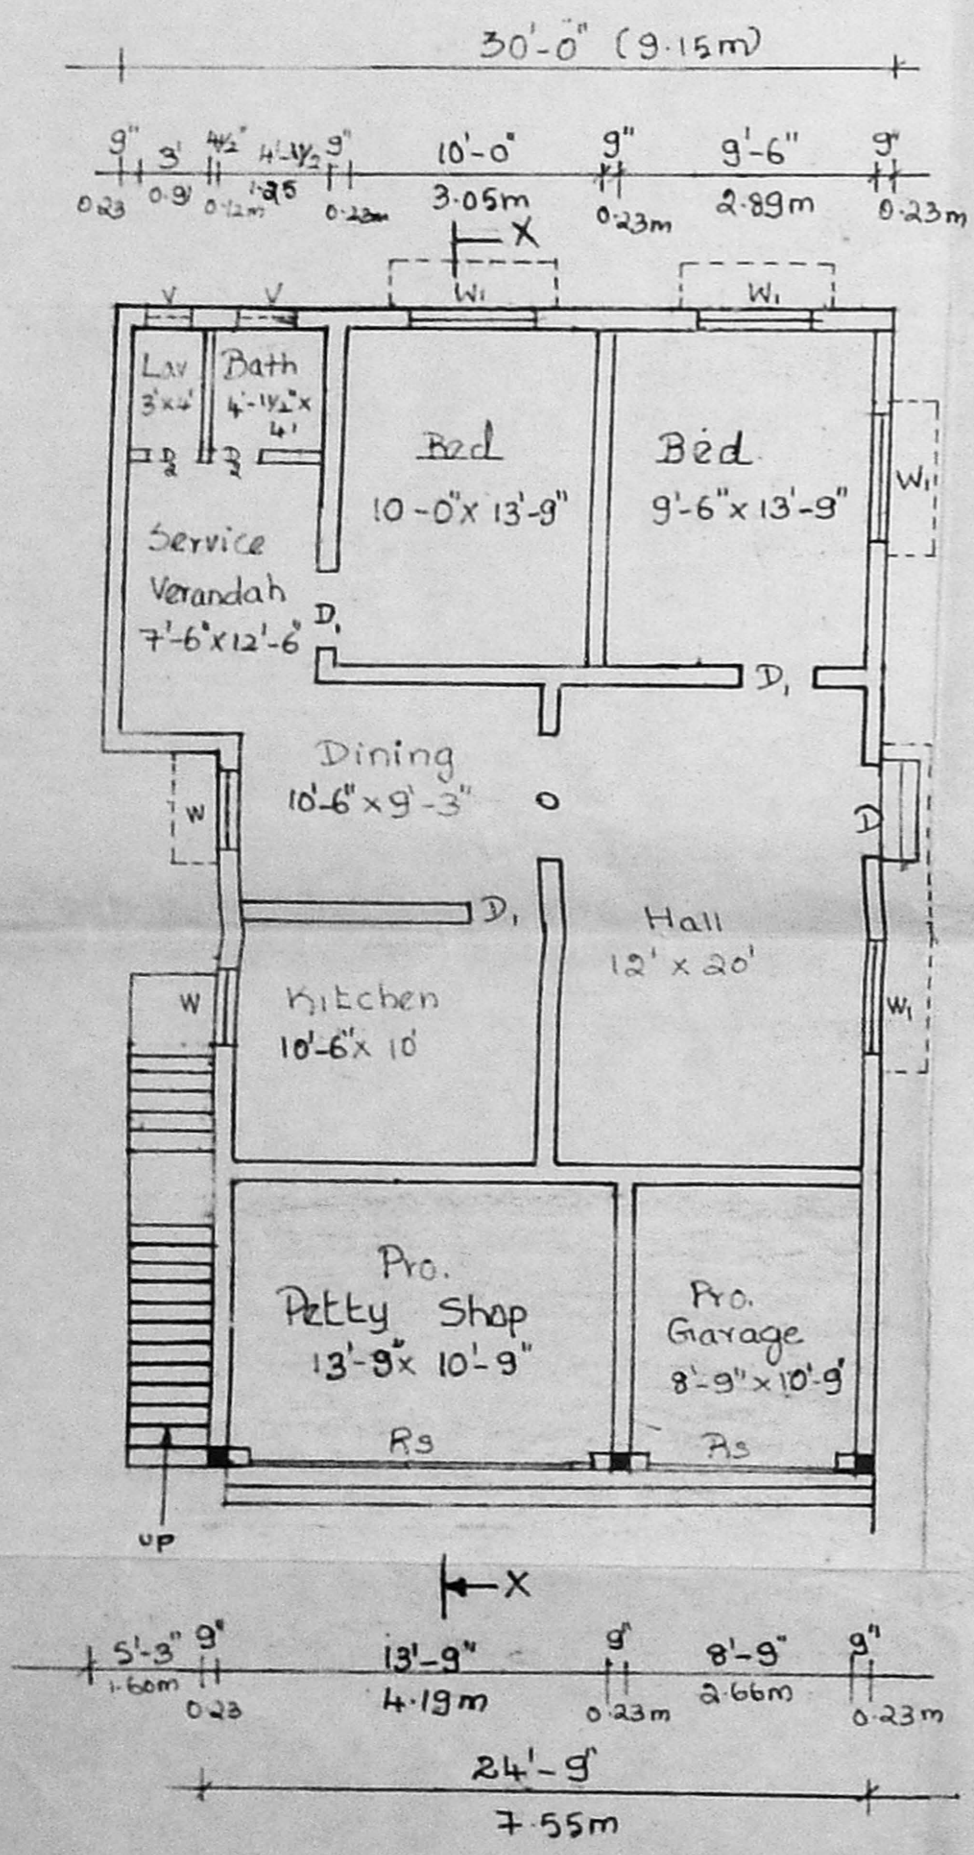 30'-0" (9.15m)
9" 3' 4½" 4'-1½ 9" 10'-0" 9" 9'-6" 9"
0.23 0.91 0.12m 1.25 0.23m 3.05m 0.23m 2.89m 0.23m
X
V V W1 W1
Lav Bath
3'x4' 4'-1½"x
4'
D2 D2
Bed Bed
10-0"x 13'-9" 9'-6"x 13'-9"
W1
Service
Verandah
7'-6"x12'-6"
D1
D1
Dining
10'-6" x 9'-3"
W
D
D1
Hall
12' x 20'
W
Kitchen
10'-6"x 10'
W1
Pro.
Petty Shop
13'-9"x 10'-9"
Pro.
Garage
8'-9"x10'-9'
Rs Rs
up
X
5'-3" 9" 13'-9" 9" 8'-9" 9"
1.60m 0.23 4.19m 0.23m 2.66m 0.23m
24'-9"
7.55m